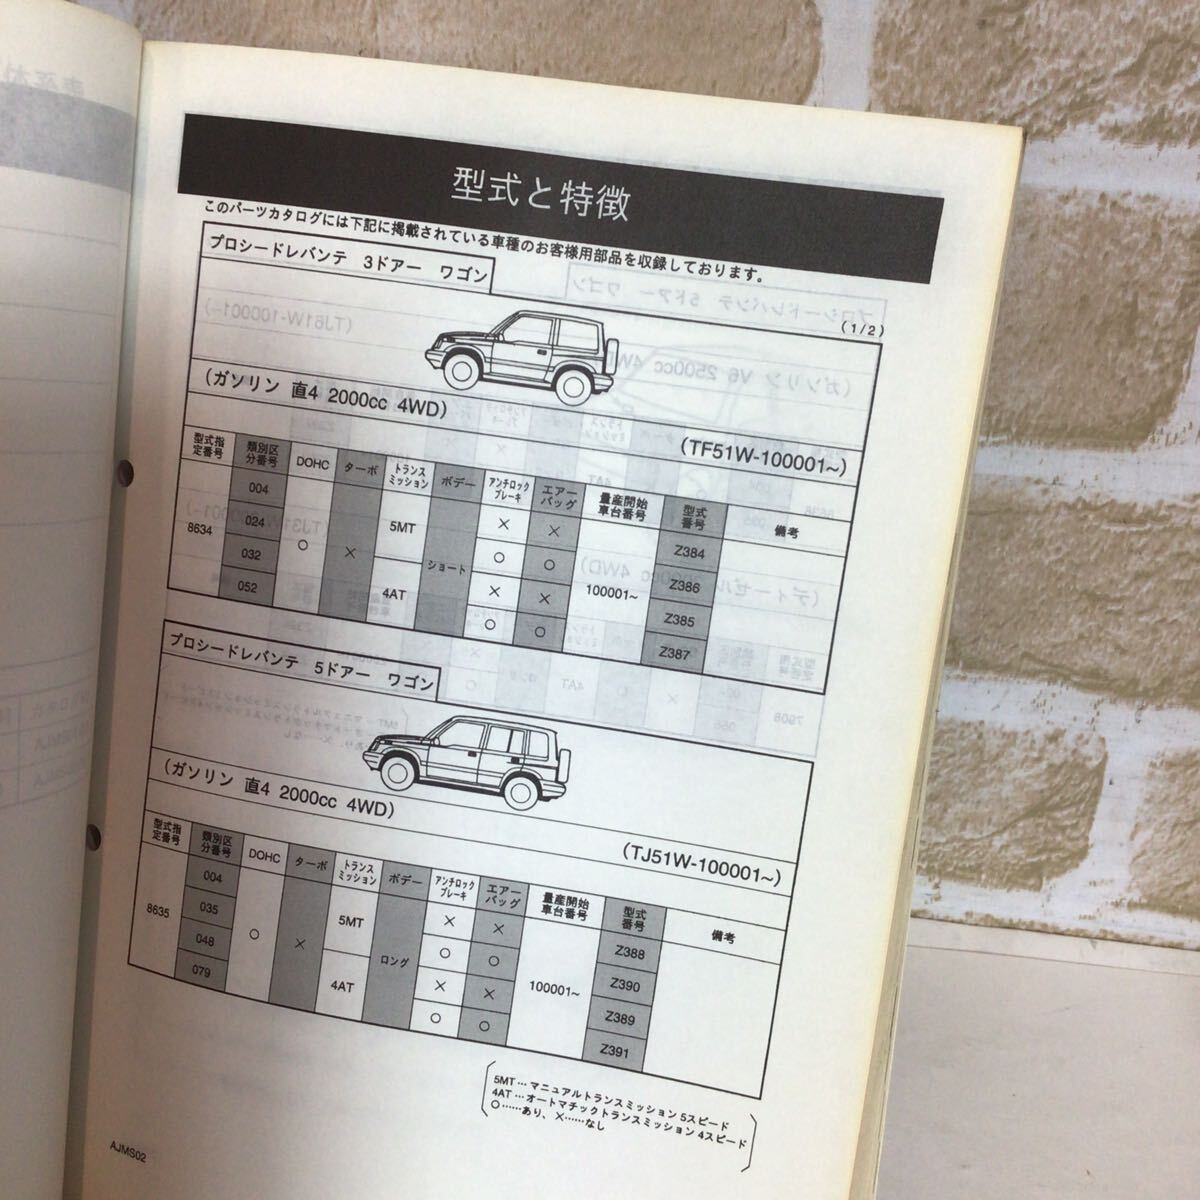 型式と特徴
このパーツカタログには下記に掲載されている車種のお客様用部品を収録しております。
(1/2)
プロシードレバンテ 3ドアー ワゴン
(ガソリン 直4 2000cc 4WD)
(TF51W-100001~)
型式指定番号 類別区分番号 DOHC ターボ トランスミッション ボデー アンチロックブレーキ エアーバッグ 量産開始車台番号 型式番号 備考
8634 004 ○ × 5MT ショート × × 100001~ Z384
024 ○ ○ Z386
032 4AT × × Z385
052 ○ ○ Z387
プロシードレバンテ 5ドアー ワゴン
(ガソリン 直4 2000cc 4WD)
(TJ51W-100001~)
型式指定番号 類別区分番号 DOHC ターボ トランスミッション ボデー アンチロックブレーキ エアーバッグ 量産開始車台番号 型式番号 備考
8635 004 ○ × 5MT ロング × × 100001~ Z388
035 ○ ○ Z390
048 4AT × × Z389
079 ○ ○ Z391
5MT…マニュアルトランスミッション5スピード
4AT…オートマチックトランスミッション4スピード
○……あり、×……なし
AJMS02